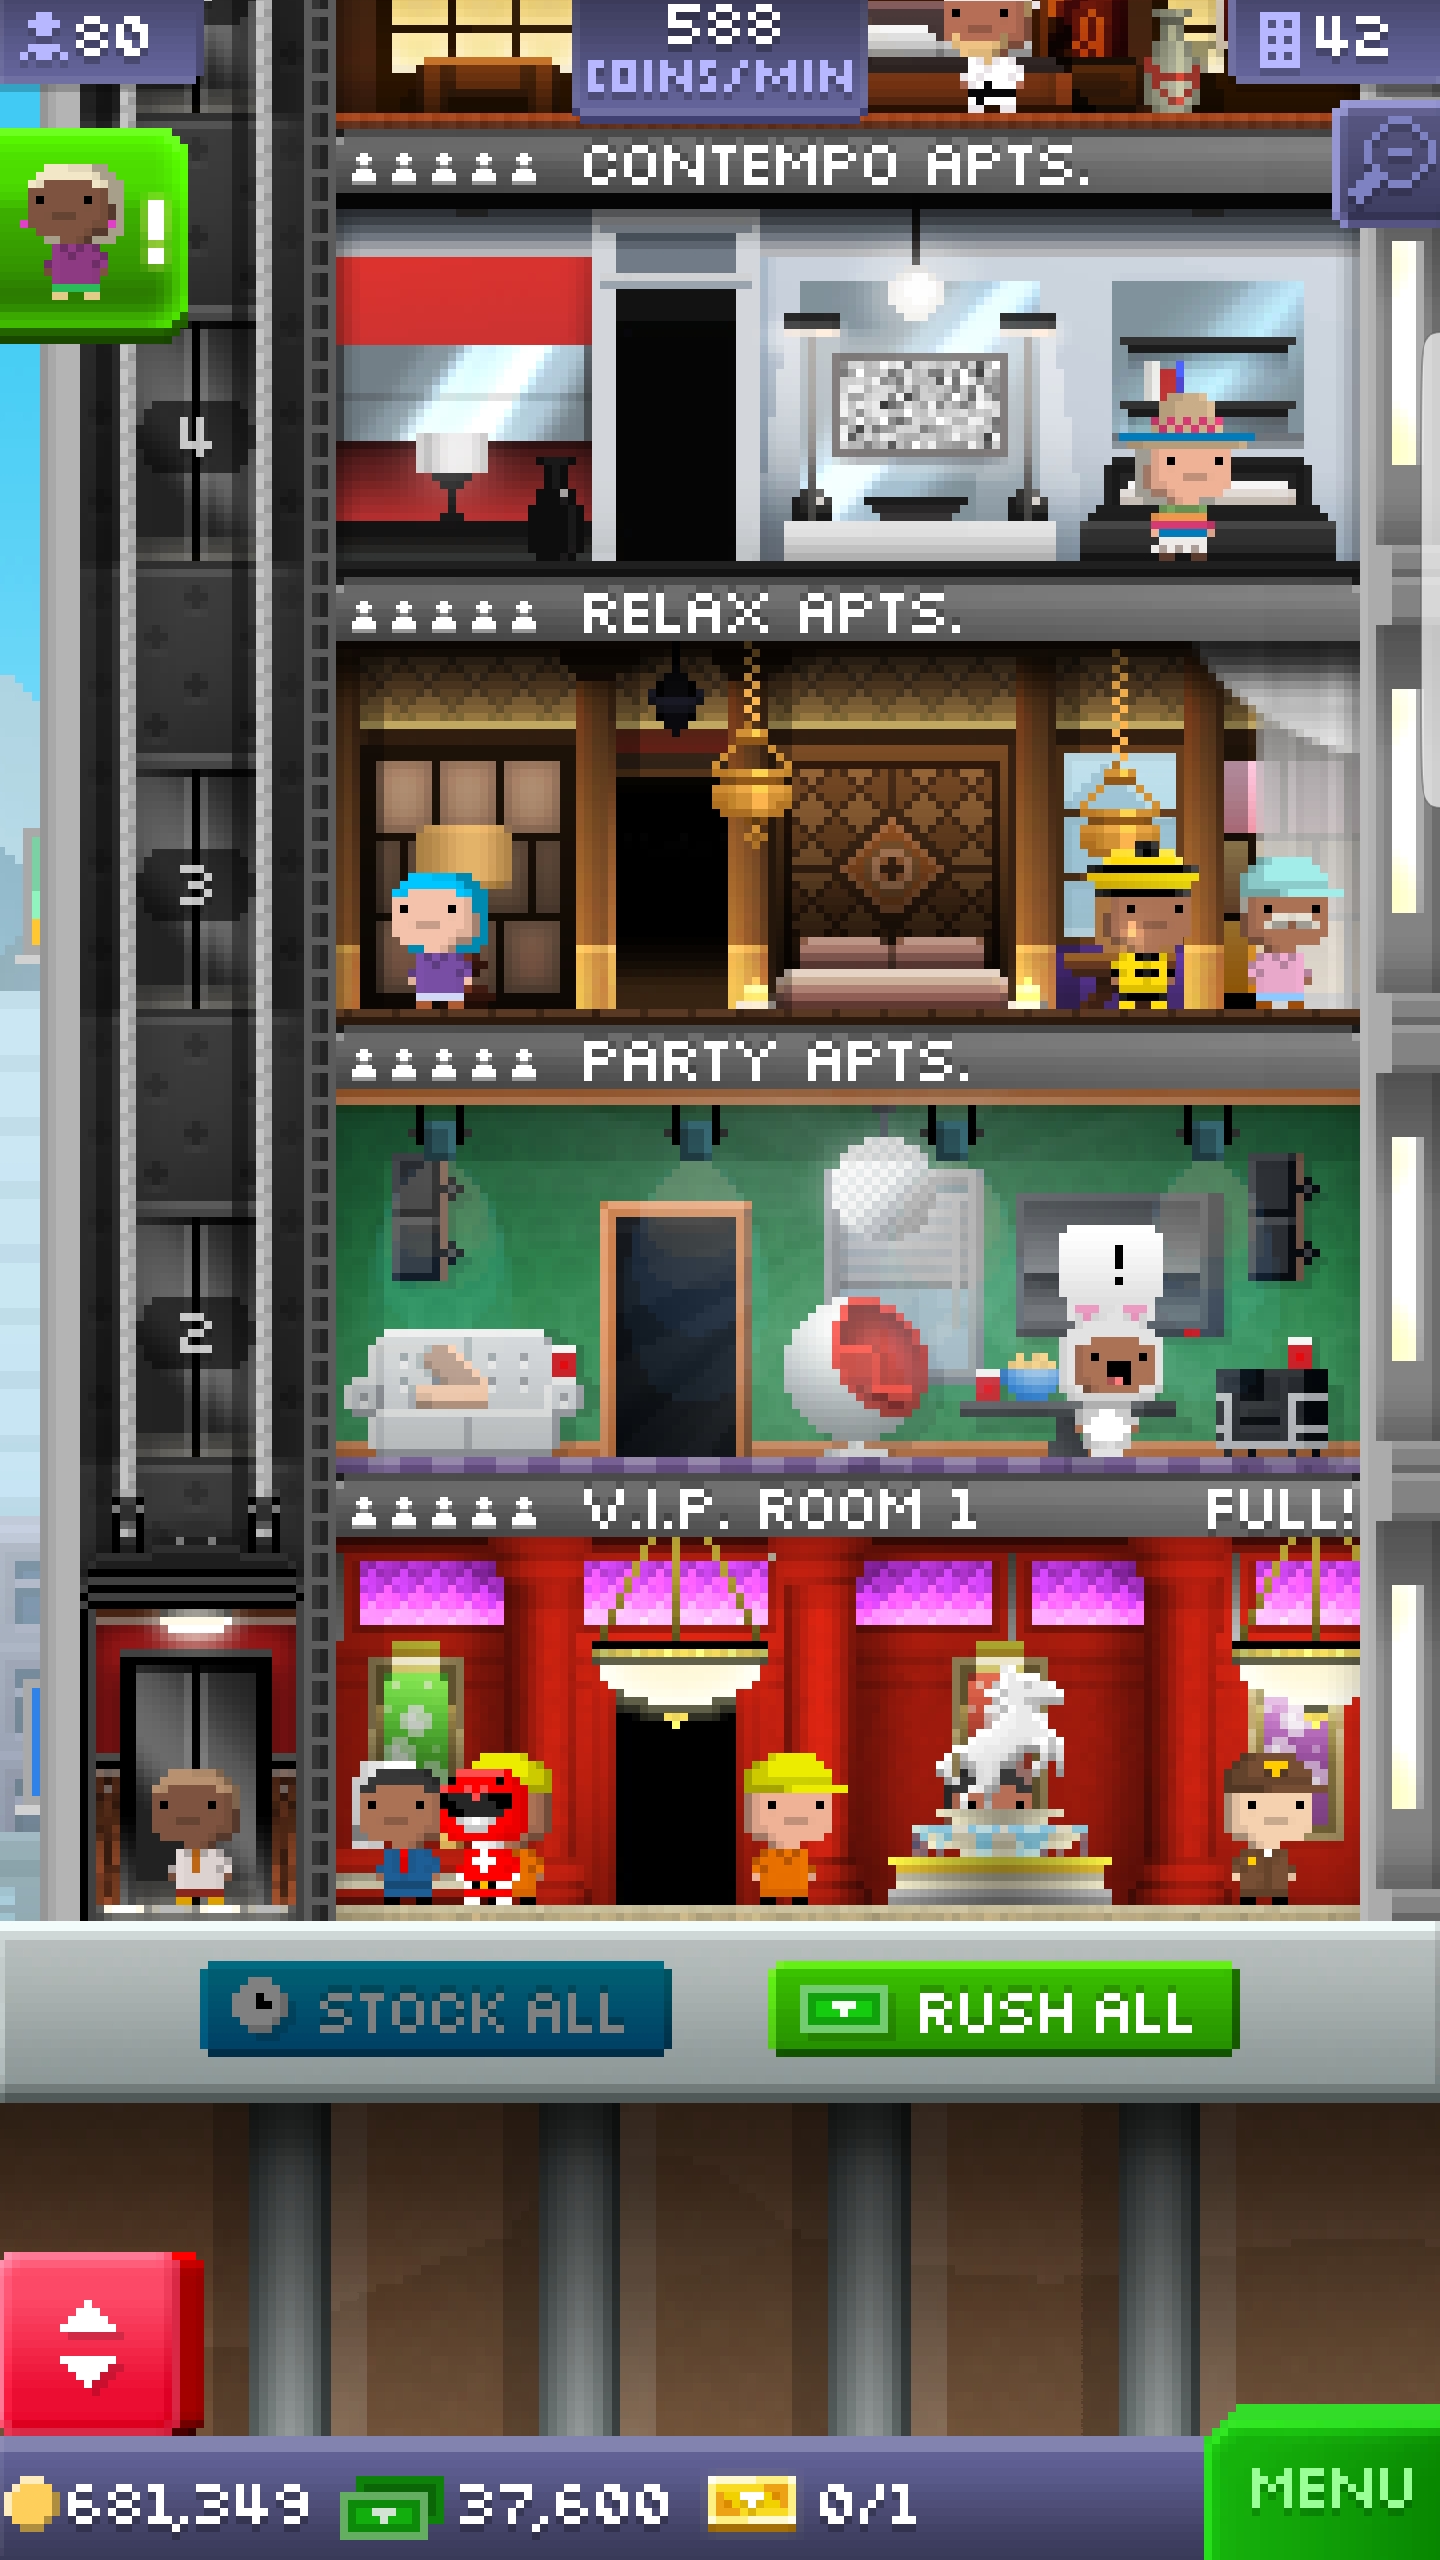 80
588
COINS/MIN
42
!
CONTEMPO APTS.
4
RELAX APTS.
3
PARTY APTS.
!
2
V.I.P. ROOM 1 FULL!
STOCK ALL
RUSH ALL
681,349 37,600 0/1
MENU